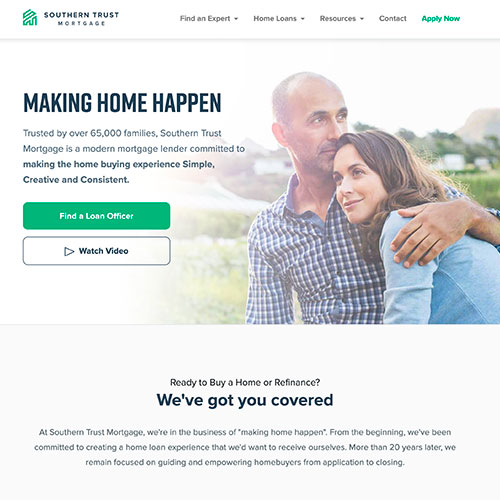 SOUTHERN TRUST
MORTGAGE
Find an Expert
Home Loans
Resources
Contact
Apply Now
MAKING HOME HAPPEN
Trusted by over 65,000 families, Southern Trust
Mortgage is a modern mortgage lender committed to
making the home buying experience Simple,
Creative and Consistent.
Find a Loan Officer
Watch Video
Ready to Buy a Home or Refinance?
We've got you covered
At Southern Trust Mortgage, we're in the business of "making home happen". From the beginning, we've been
committed to creating a home loan experience that we'd want to receive ourselves. More than 20 years later, we
remain focused on guiding and empowering homebuyers from application to closing.